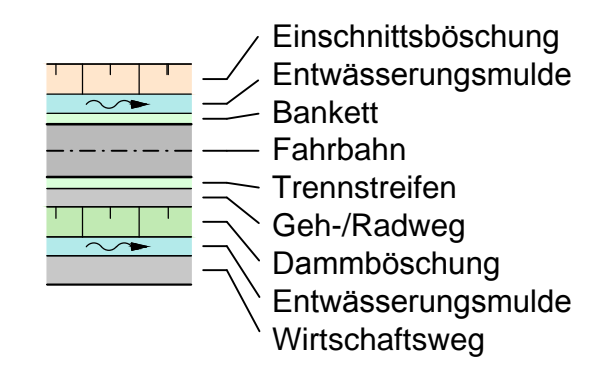 Einschnittsböschung
Entwässerungsmulde
Bankett
Fahrbahn
Trennstreifen
Geh-/Radweg
Dammböschung
Entwässerungsmulde
Wirtschaftsweg